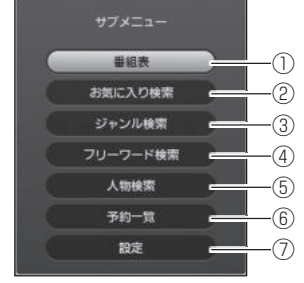 サブメニュー
番組表 ①
お気に入り検索 ②
ジャンル検索 ③
フリーワード検索 ④
人物検索 ⑤
予約一覧 ⑥
設定 ⑦